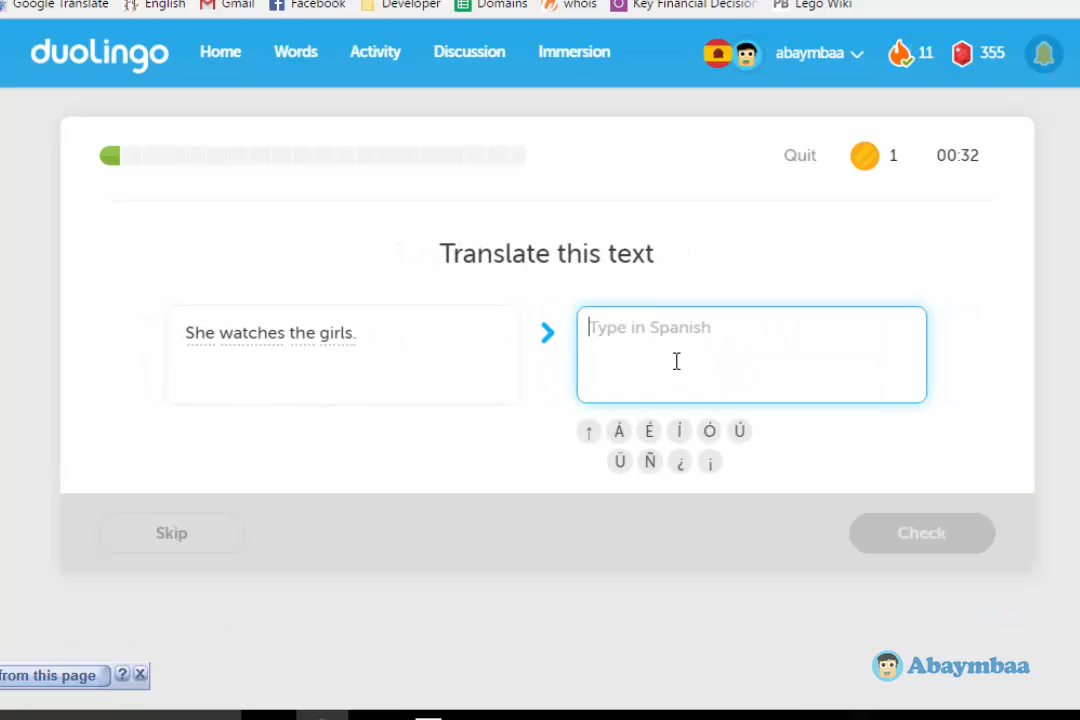 Google Translate English Gmail Facebook Developer Domains whois Key Financial Decision PB Lego Wiki
duolingo Home Words Activity Discussion Immersion abaymbaa 11 355
Quit 1 00:32
Translate this text
She watches the girls. Type in Spanish
↑ Á É Í Ó Ú
Ü Ñ ¿ ¡
Skip Check
Abaymbaa
from this page ? X